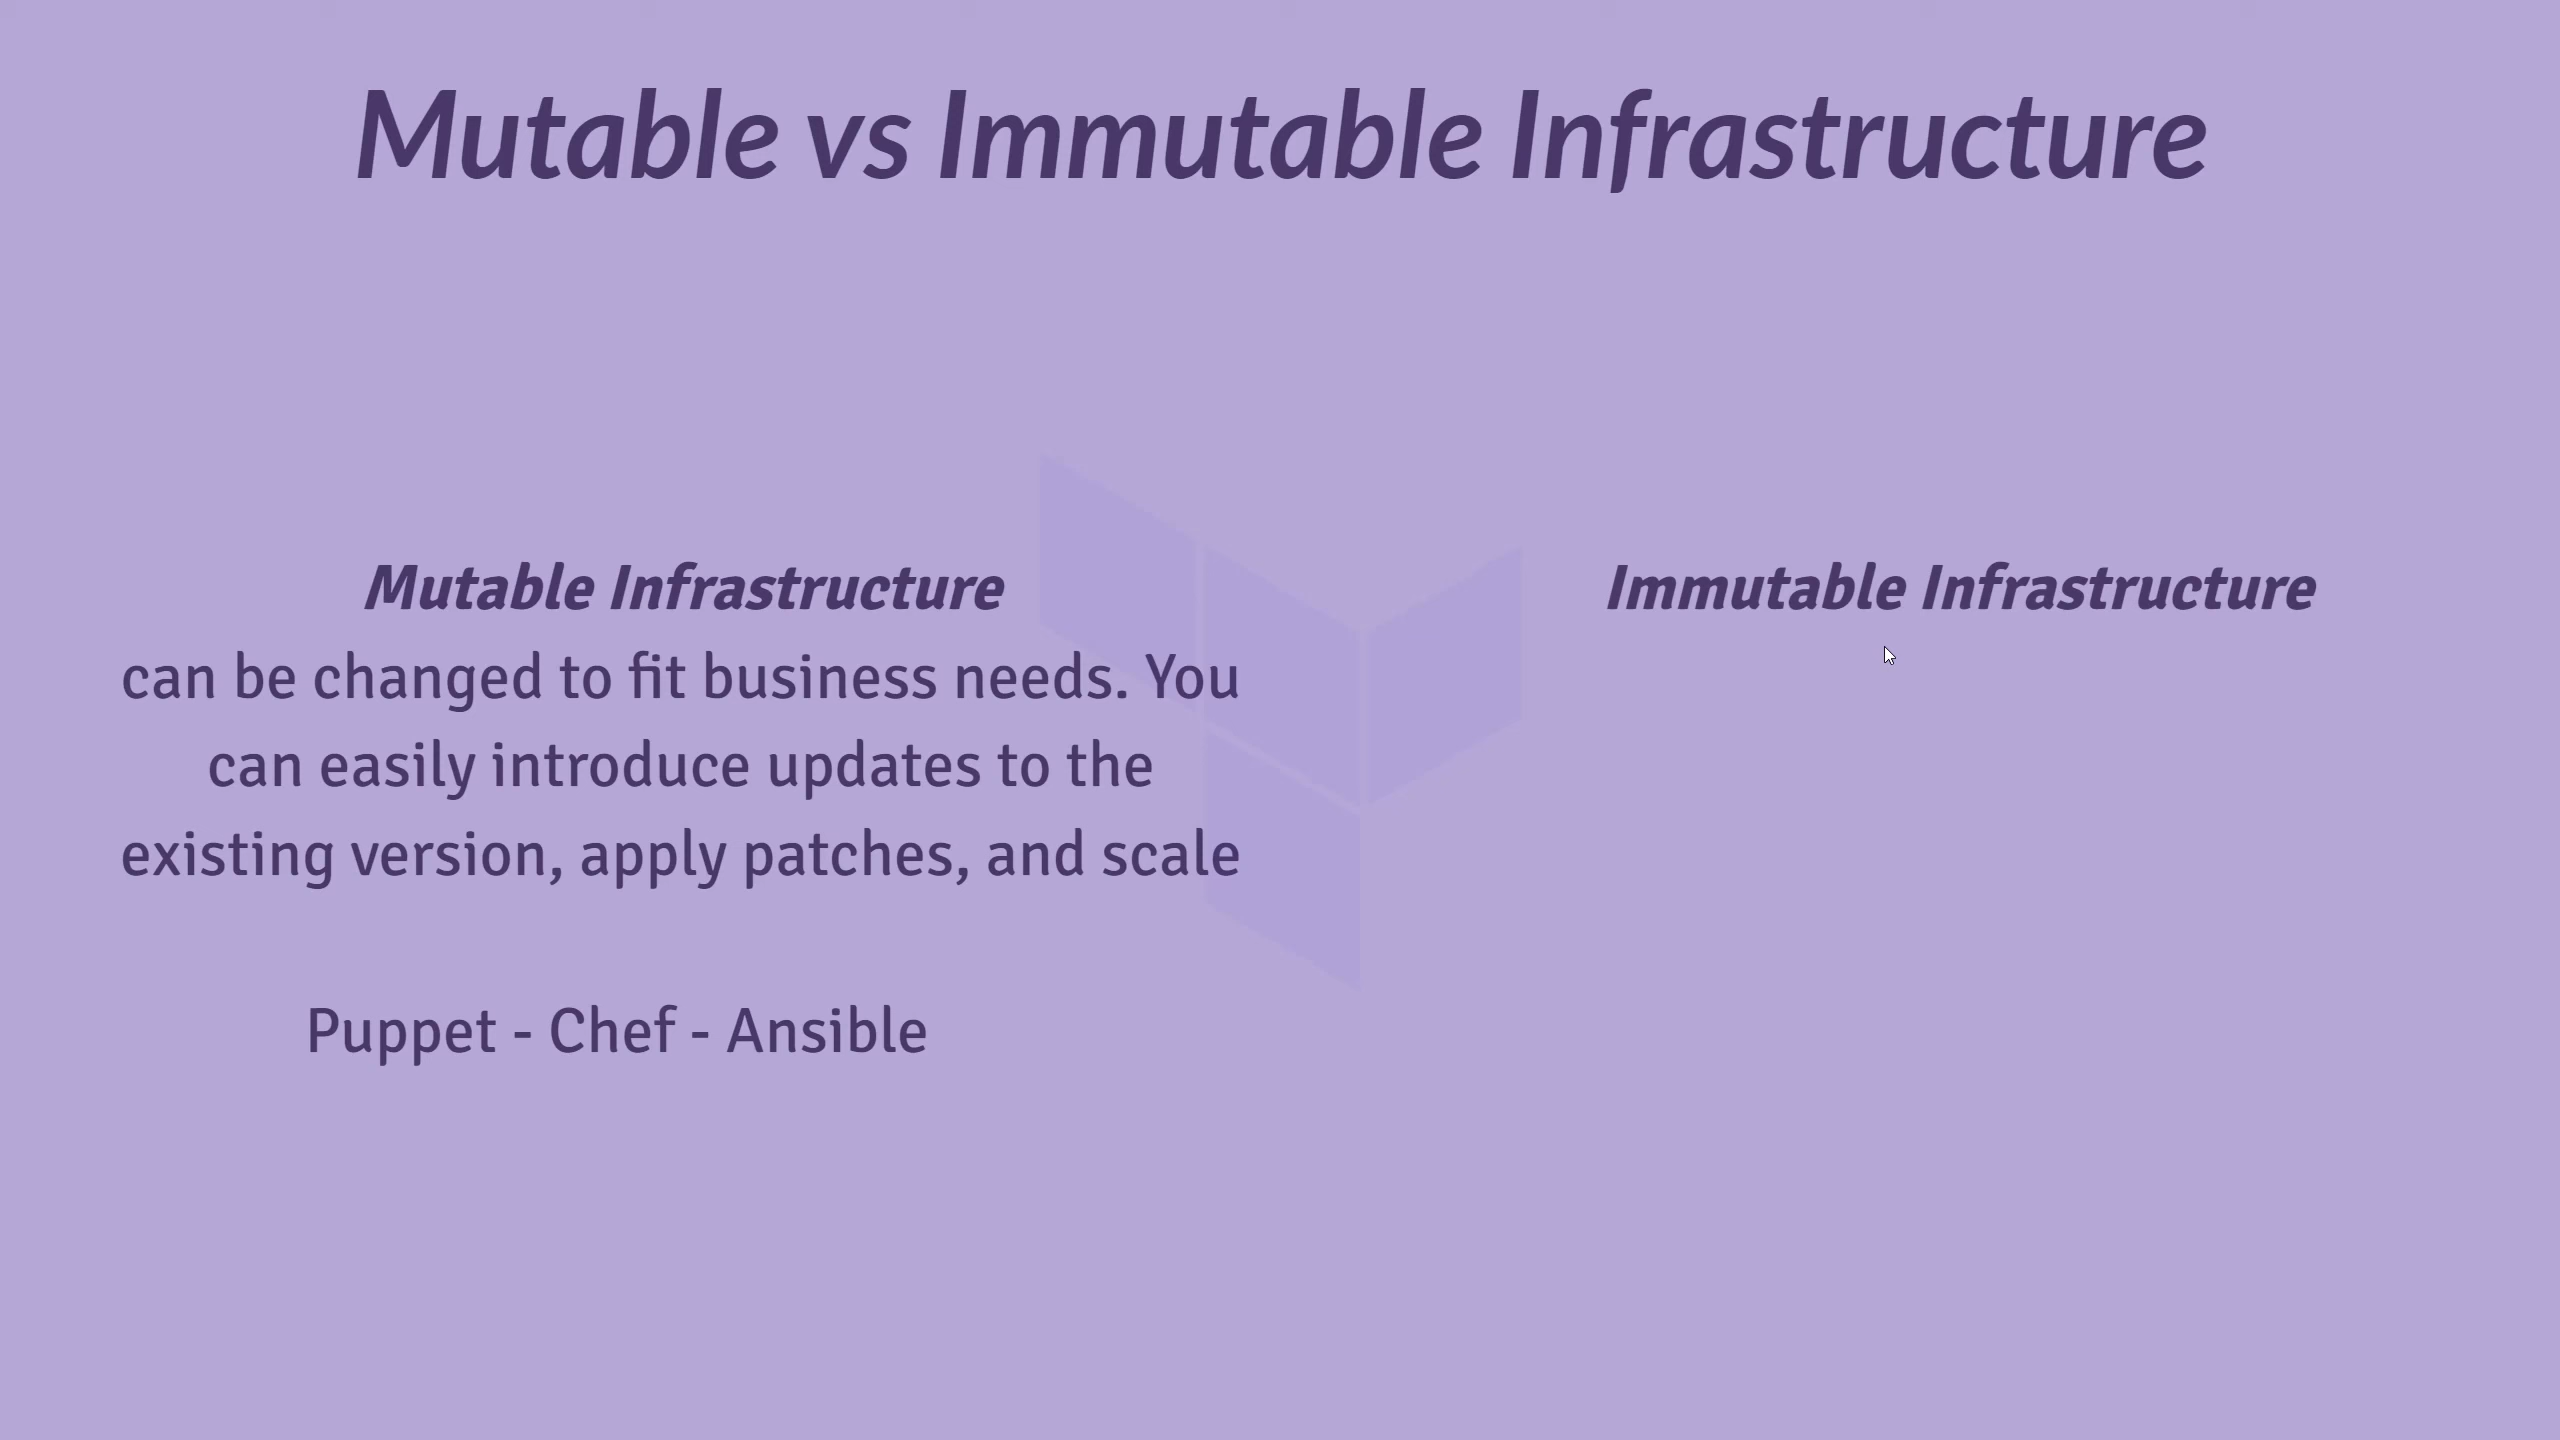 Mutable vs Immutable Infrastructure
Mutable Infrastructure
can be changed to fit business needs. You
can easily introduce updates to the
existing version, apply patches, and scale
Puppet - Chef - Ansible
Immutable Infrastructure